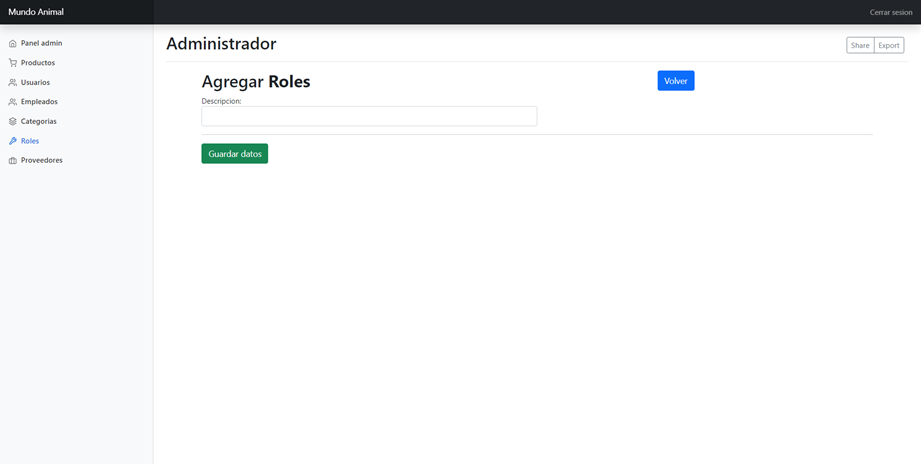 Mundo Animal
Cerrar sesion
Panel admin
Productos
Usuarios
Empleados
Categorias
Roles
Proveedores
Administrador
Share
Export
Agregar Roles
Volver
Descripcion:
Guardar datos